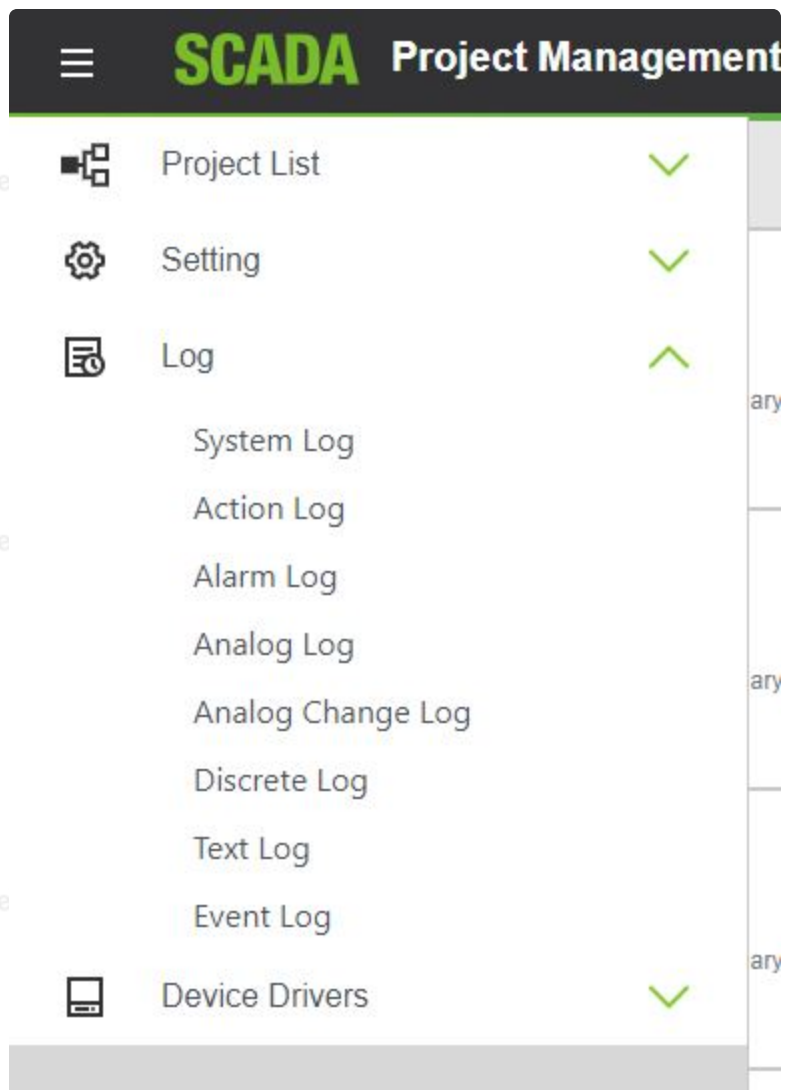 SCADA Project Management
Project List
Setting
Log
System Log
Action Log
Alarm Log
Analog Log
Analog Change Log
Discrete Log
Text Log
Event Log
Device Drivers